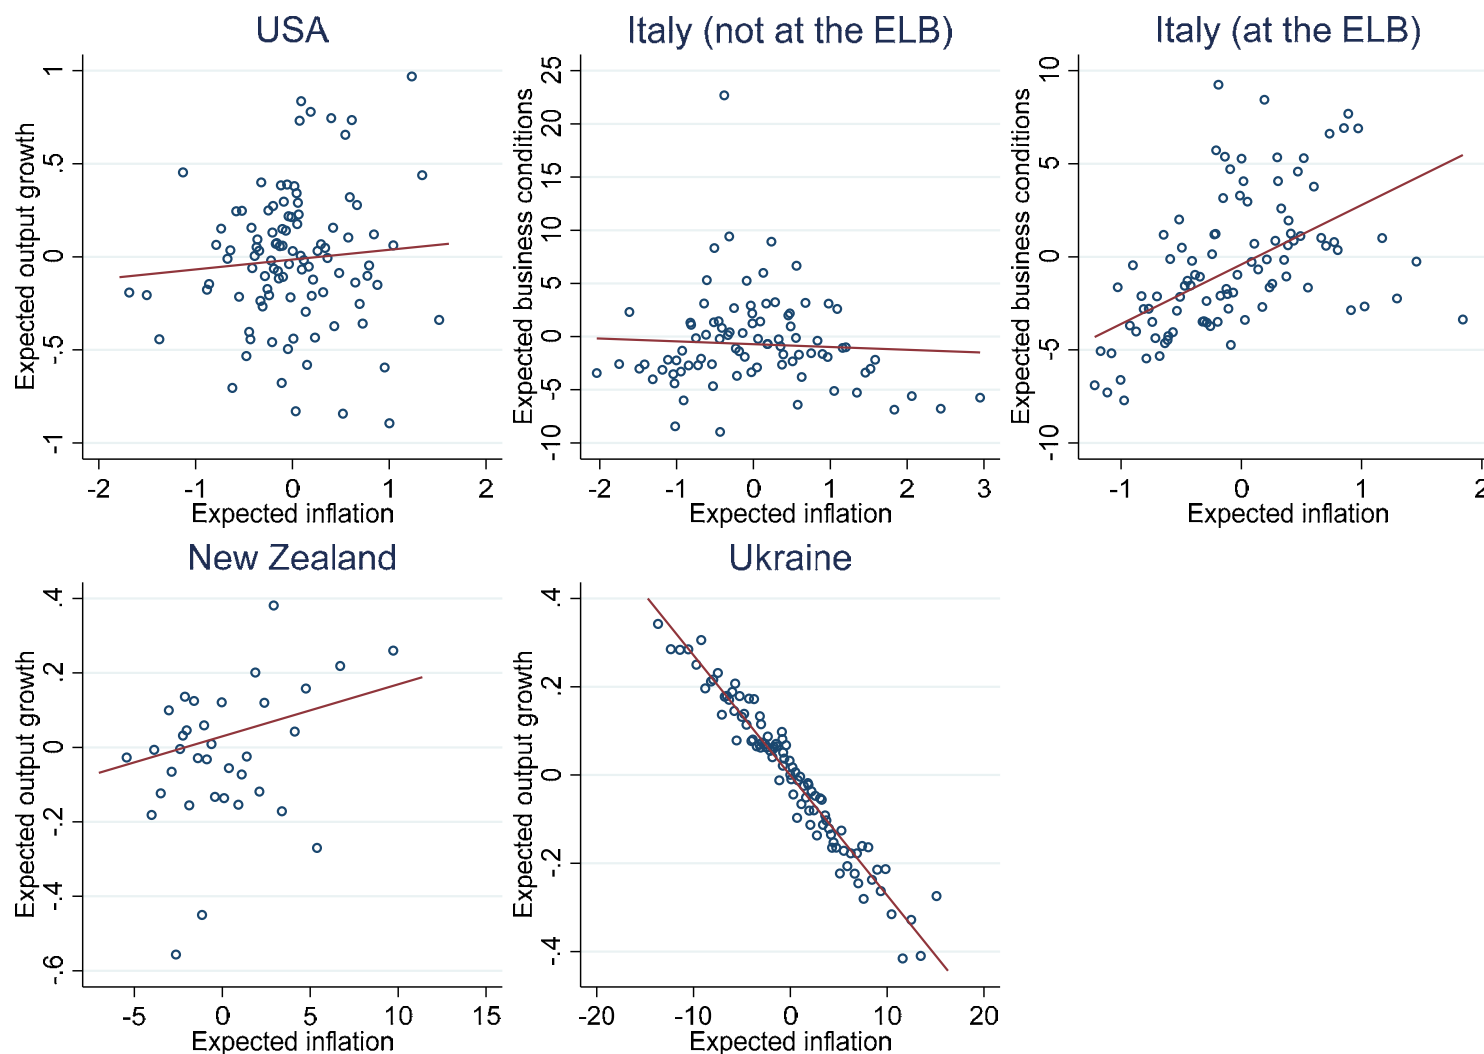 USA
Expected output growth
1
.5
0
-.5
-1
-2 -1 0 1 2
Expected inflation
Italy (not at the ELB)
Expected business conditions
25
20
15
10
5
0
-5
-10
-2 -1 0 1 2 3
Expected inflation
Italy (at the ELB)
Expected business conditions
10
5
0
-5
-10
-1 0 1 2
Expected inflation
New Zealand
Expected output growth
.4
.2
0
-.2
-.4
-.6
-5 0 5 10 15
Expected inflation
Ukraine
Expected output growth
.4
.2
0
-.2
-.4
-20 -10 0 10 20
Expected inflation